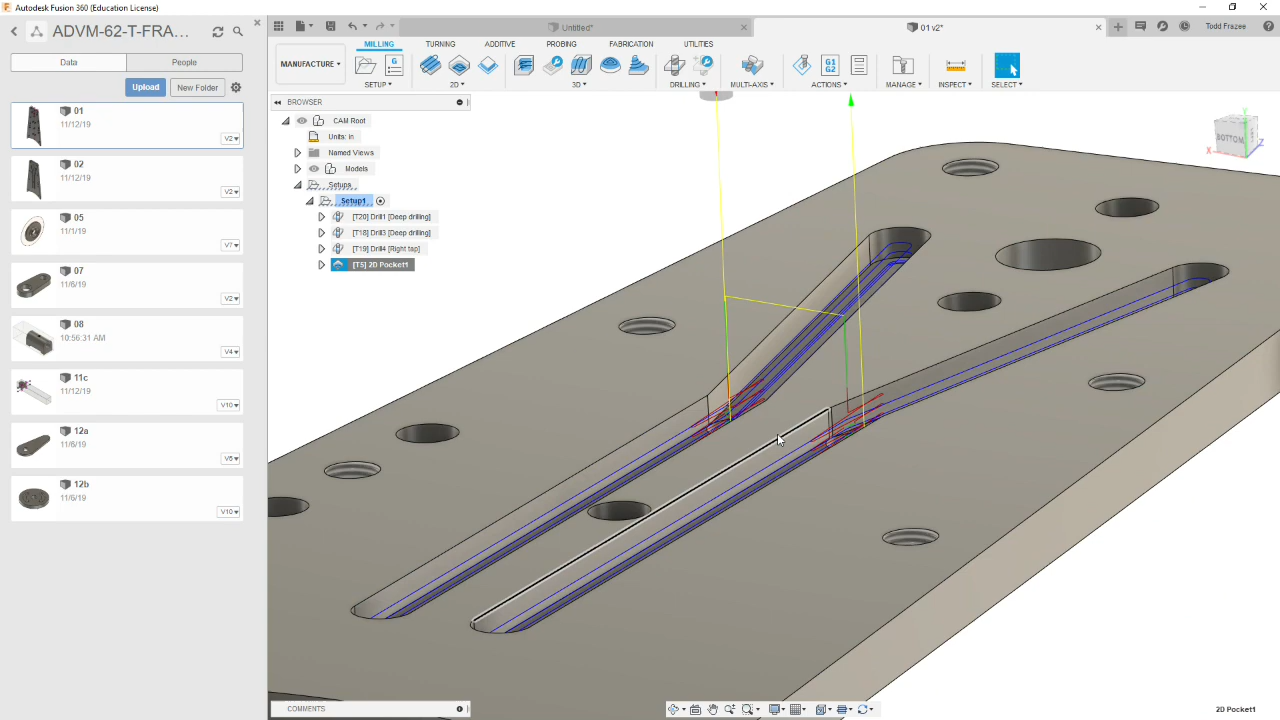 Autodesk Fusion 360 (Education License)
ADVM-62-T-FRA...
Data
People
Upload
New Folder
01
11/12/19
V2
02
11/12/19
V2
05
11/1/19
V7
07
11/6/19
V2
08
10:56:31 AM
V4
11c
11/12/19
V10
12a
11/6/19
V6
12b
11/6/19
V10
Untitled*
01 v2*
Todd Frazee
MILLING
TURNING
ADDITIVE
PROBING
FABRICATION
UTILITIES
MANUFACTURE
G
G1
G2
SETUP
2D
3D
DRILLING
MULTI-AXIS
ACTIONS
MANAGE
INSPECT
SELECT
BROWSER
CAM Root
Units: in
Named Views
Models
Setups
Setup1
[T20] Drill1 [Deep drilling]
[T18] Drill3 [Deep drilling]
[T19] Drill4 [Right tap]
[T5] 2D Pocket1
Y
BOTTOM
X
Z
COMMENTS
2D Pocket1